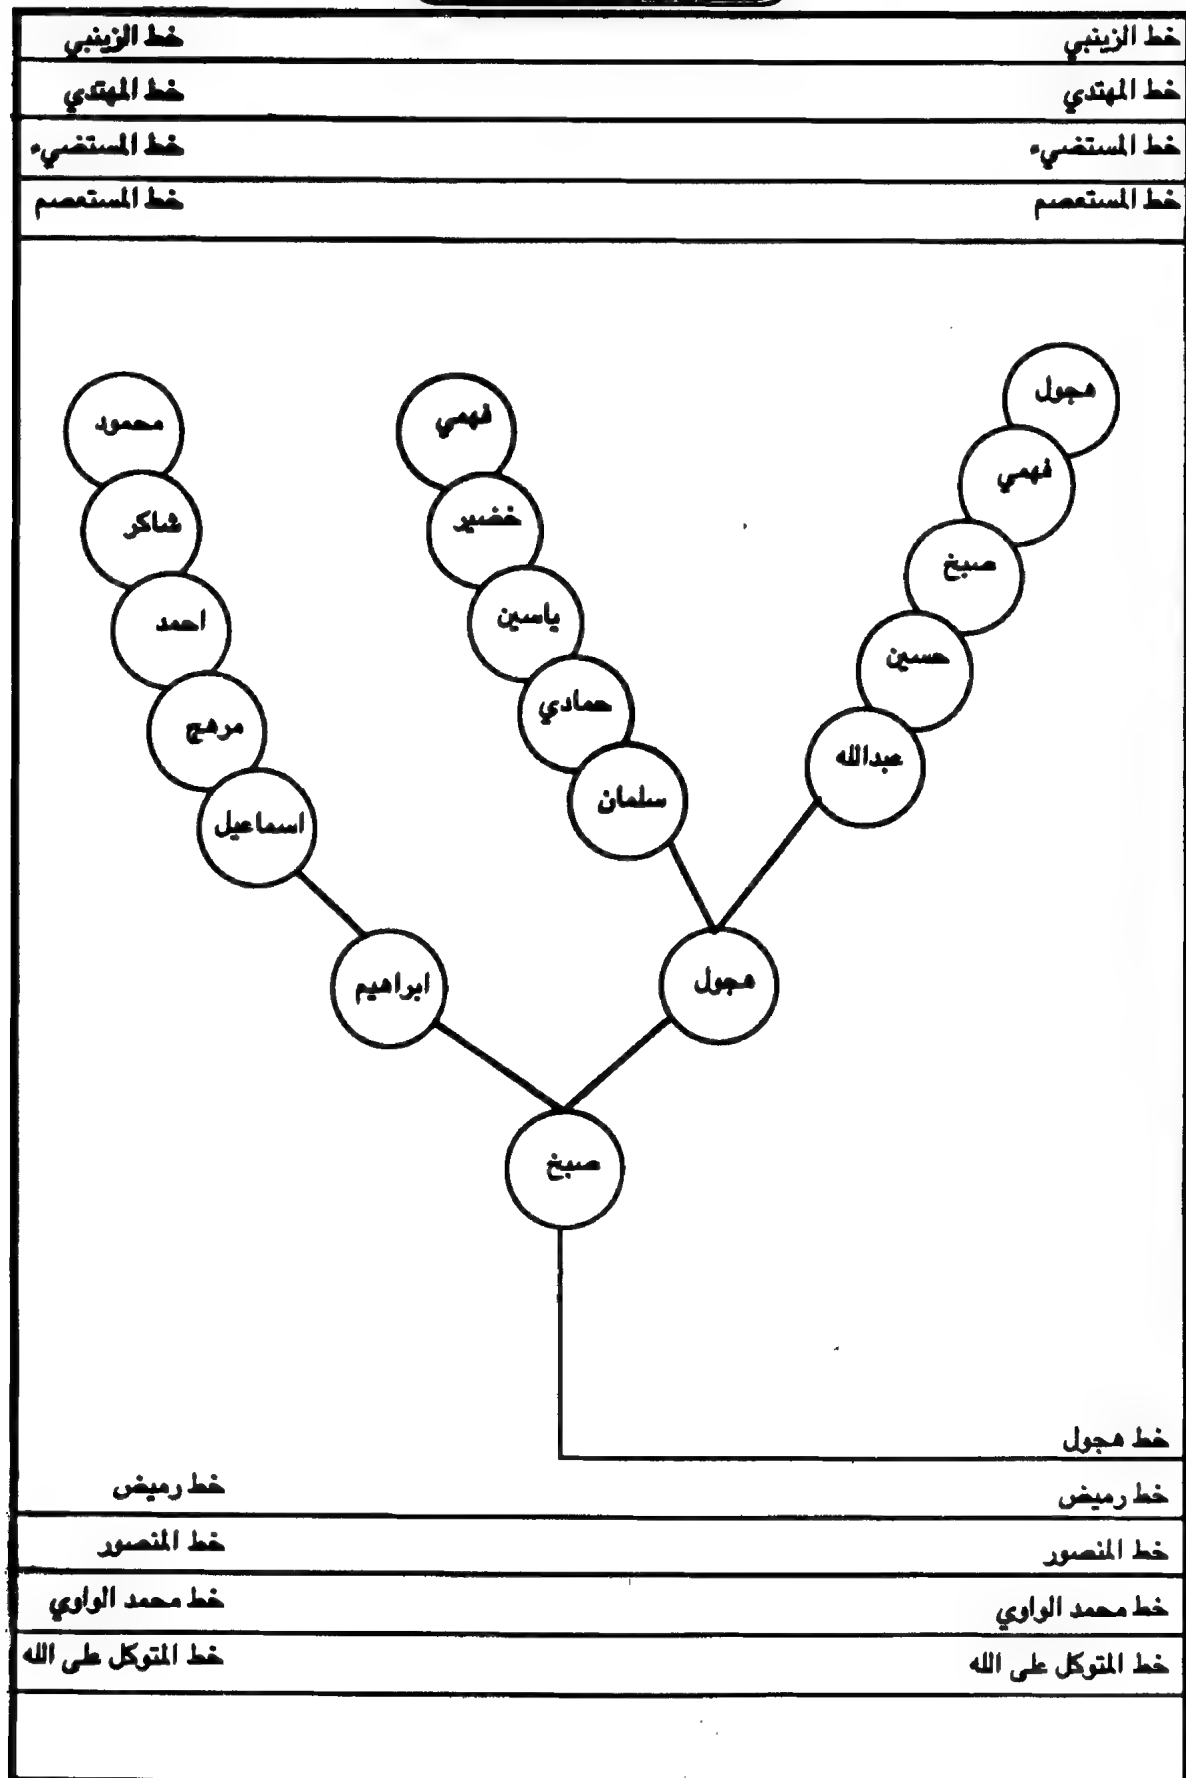 خط الزينبي خط الزينبي
خط المهتدي خط المهتدي
خط المستضيء خط المستضيء
خط المستعصم خط المستعصم
هجول
فهمي
صبخ
حسين
عبدالله
فهمي
خضير
ياسين
حمادي
سلمان
محمود
شاكر
احمد
مرهج
اسماعيل
هجول
ابراهيم
صبخ
خط هجول
خط رميض خط رميض
خط المنصور خط المنصور
خط محمد الواوي خط محمد الواوي
خط المتوكل على الله خط المتوكل على الله